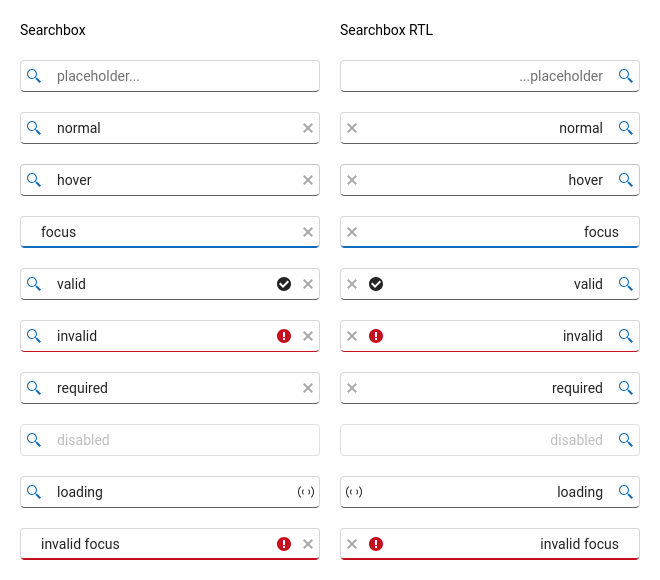 Searchbox
placeholder...
normal
hover
focus
valid
invalid
required
disabled
loading
invalid focus
Searchbox RTL
...placeholder
normal
hover
focus
valid
invalid
required
disabled
loading
invalid focus